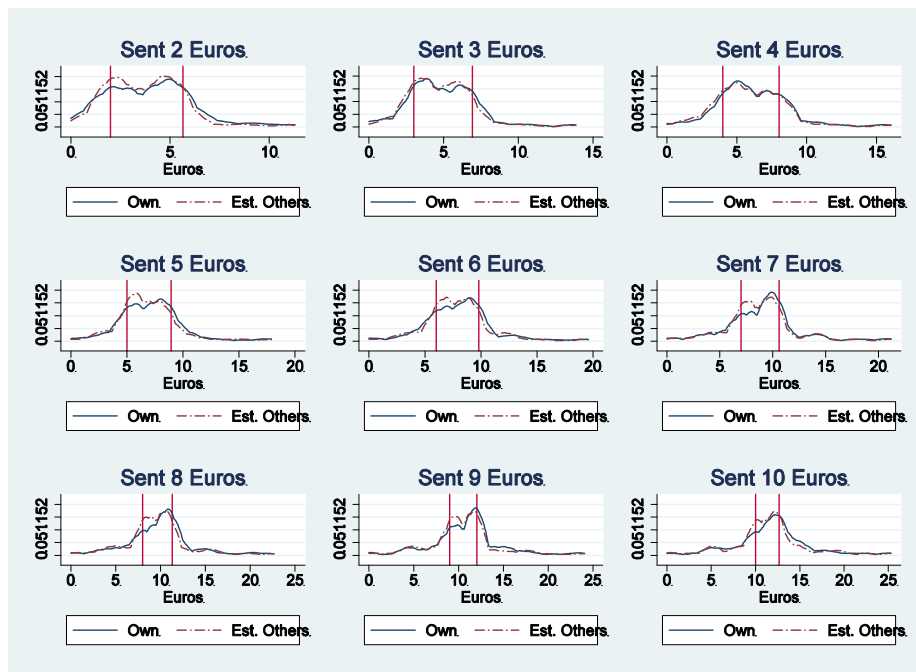 Sent 2 Euros.
Sent 3 Euros.
Sent 4 Euros.
0.051152
0.051152
0.051152
0. 5. 10.
0. 5. 10. 15.
0. 5. 10. 15.
Euros.
Euros.
Euros.
Own. Est. Others.
Own. Est. Others.
Own. Est. Others.
Sent 5 Euros.
Sent 6 Euros.
Sent 7 Euros.
0.051152
0.051152
0.051152
0. 5. 10. 15. 20.
0. 5. 10. 15. 20.
0. 5. 10. 15. 20.
Euros.
Euros.
Euros.
Own. Est. Others.
Own. Est. Others.
Own. Est. Others.
Sent 8 Euros.
Sent 9 Euros.
Sent 10 Euros.
0.051152
0.051152
0.051152
0. 5. 10. 15. 20. 25.
0. 5. 10. 15. 20. 25.
0. 5. 10. 15. 20. 25.
Euros.
Euros.
Euros.
Own. Est. Others.
Own. Est. Others.
Own. Est. Others.